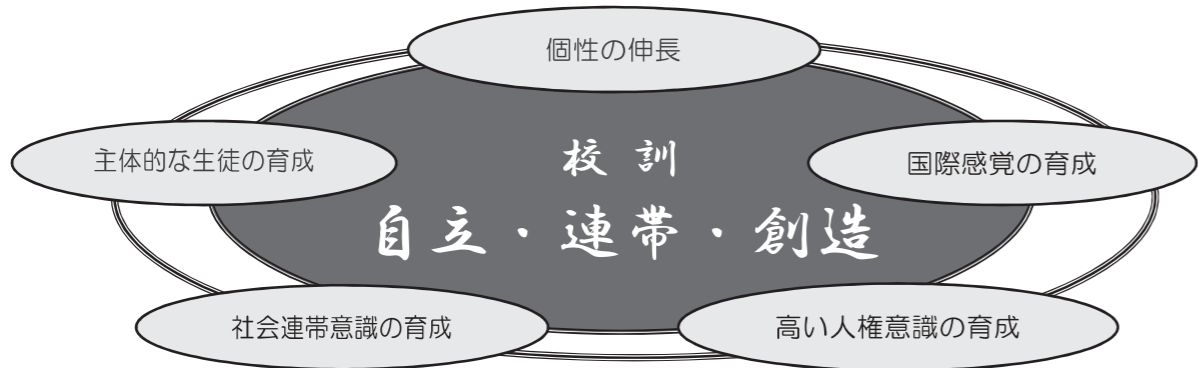 個性の伸長
主体的な生徒の育成
校訓
国際感覚の育成
自立・連帯・創造
社会連帯意識の育成
高い人権意識の育成